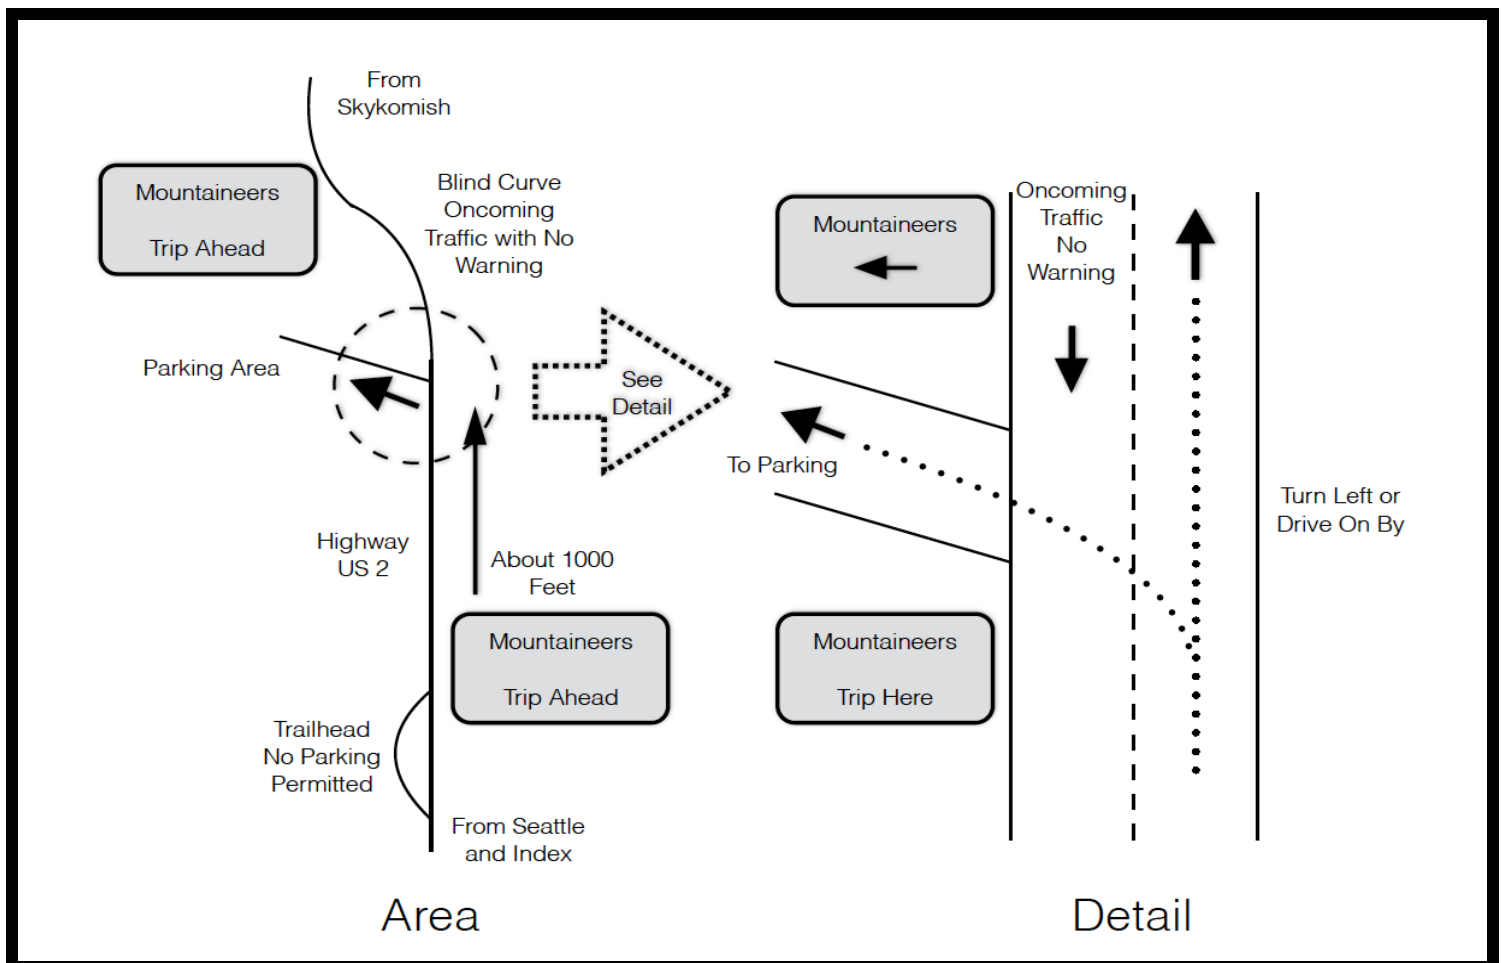 From
Skykomish
Mountaineers
Trip Ahead
Blind Curve
Oncoming
Traffic with No
Warning
Parking Area
See
Detail
Highway
US 2
About 1000
Feet
Mountaineers
Trip Ahead
Trailhead
No Parking
Permitted
From Seattle
and Index
Area
Mountaineers
Oncoming
Traffic
No
Warning
To Parking
Turn Left or
Drive On By
Mountaineers
Trip Here
Detail